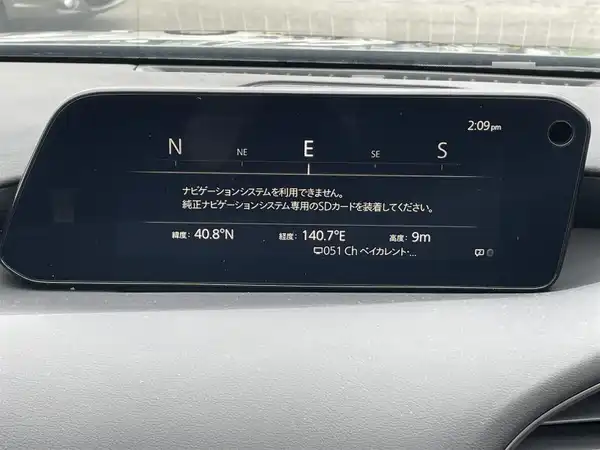 2:09pm
N NE E SE S
ナビゲーションシステムを利用できません。
純正ナビゲーションシステム専用のSDカードを装着してください。
緯度: 40.8°N 経度: 140.7°E 高度: 9m
051 Ch ベイカレント・...